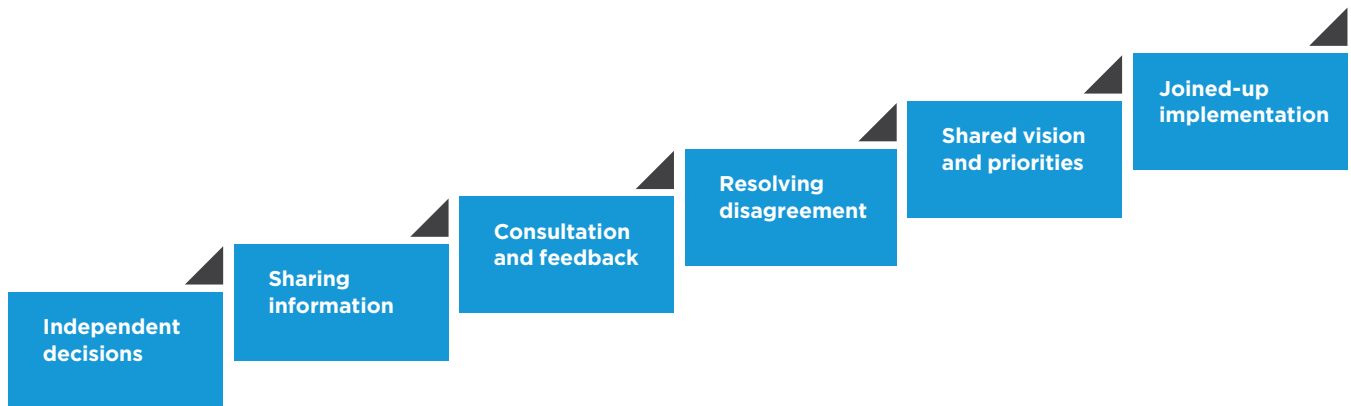 Independent
decisions
Sharing
information
Consultation
and feedback
Resolving
disagreement
Shared vision
and priorities
Joined-up
implementation